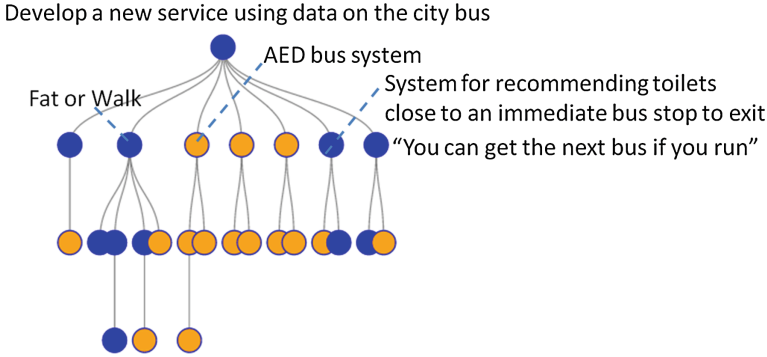 Develop a new service using data on the city bus
AED bus system
System for recommending toilets
close to an immediate bus stop to exit
Fat or Walk
“You can get the next bus if you run”